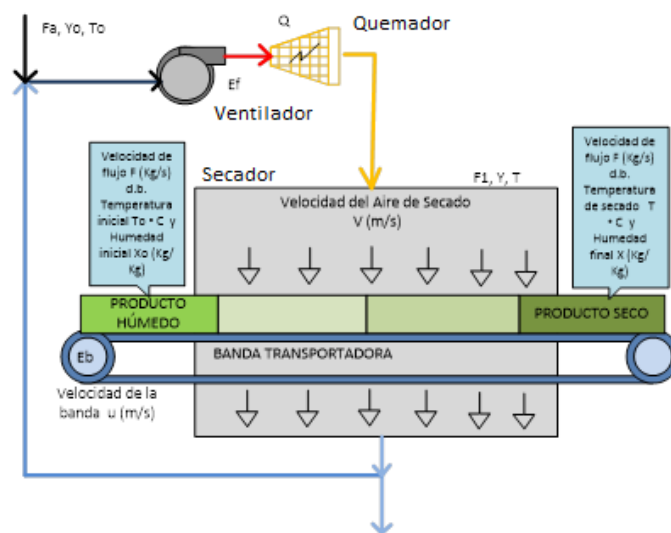 Fa, Yo, To
Q
Quemador
Ef
Ventilador
Velocidad de
flujo F (Kg/s)
d.b.
Temperatura
inicial To • C y
Humedad
inicial Xo (Kg/
Kg)
Secador
F1, Y, T
Velocidad del Aire de Secado
V (m/s)
Velocidad de
flujo F (Kg/s)
d.b.
Temperatura
de secado T
• C y
Humedad
final X (Kg/
Kg)
PRODUCTO
HÚMEDO
PRODUCTO SECO
Eb
BANDA TRANSPORTADORA
Velocidad de la
banda u (m/s)